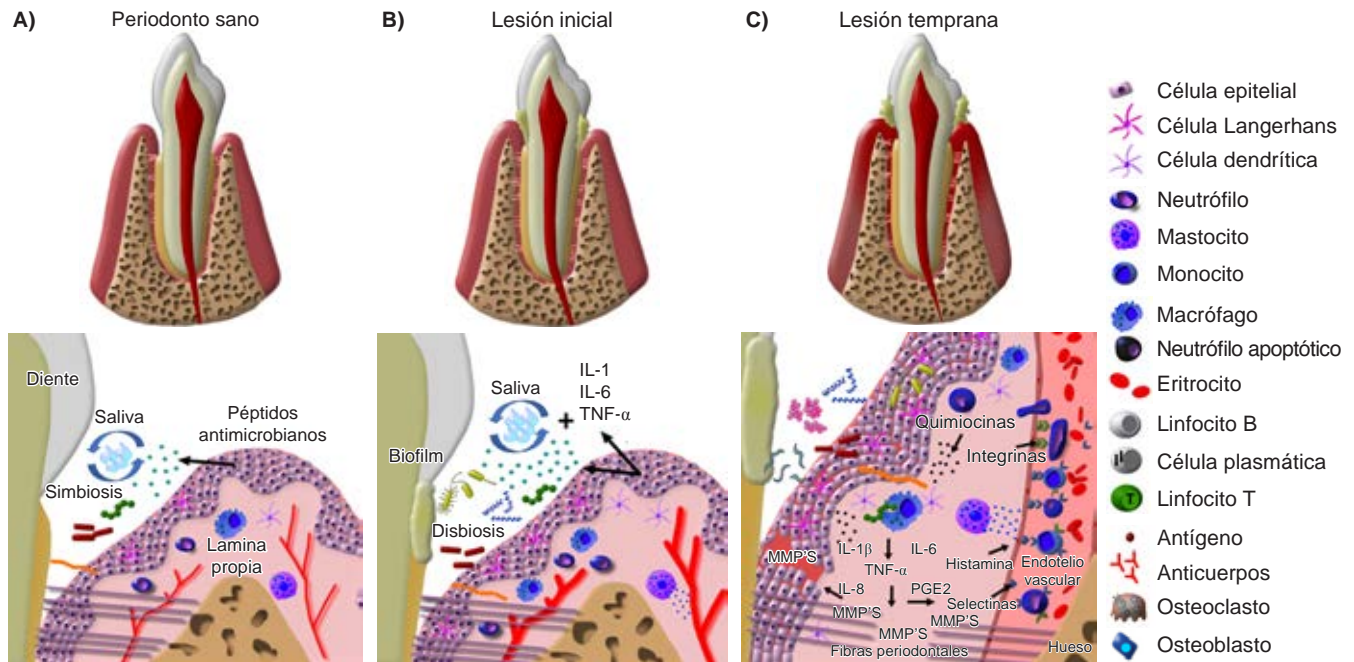 A) Periodonto sano
B) Lesión inicial
C) Lesión temprana
Diente
Saliva
Péptidos
antimicrobianos
Simbiosis
Lamina
propia
Biofilm
Saliva
+
IL-1
IL-6
TNF-α
Disbiosis
Quimiocinas
Integrinas
MMP'S
IL-1β
IL-6
TNF-α
Histamina
Endotelio
vascular
IL-8
PGE2
Selectinas
MMP'S
MMP'S
MMP'S
Fibras periodontales
Hueso
Célula epitelial
Célula Langerhans
Célula dendrítica
Neutrófilo
Mastocito
Monocito
Macrófago
Neutrófilo apoptótico
Eritrocito
Linfocito B
Célula plasmática
T Linfocito T
Antígeno
Anticuerpos
Osteoclasto
Osteoblasto